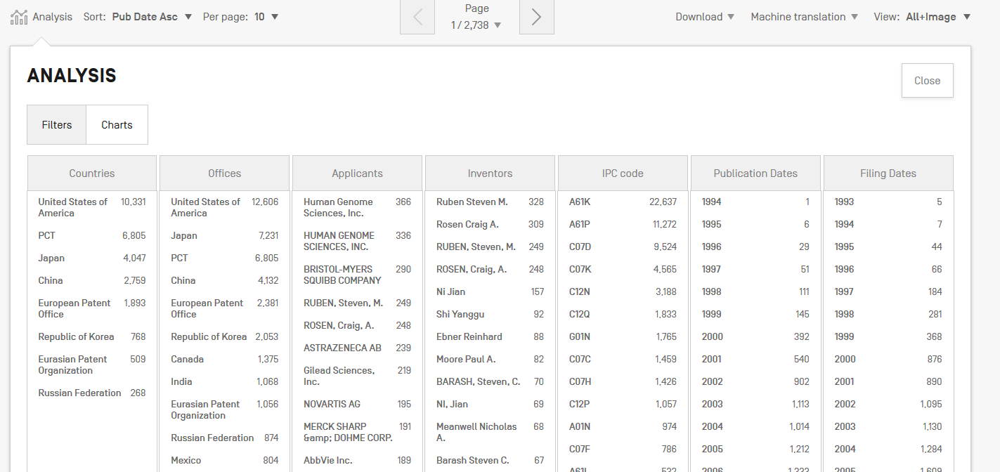 Analysis Sort: Pub Date Asc Per page: 10 Page Download Machine translation View: All+Image
1 / 2,738
ANALYSIS
Close
Filters Charts
Countries Offices Applicants Inventors IPC code Publication Dates Filing Dates
United States of America 10,331
PCT 6,805
Japan 4,047
China 2,759
European Patent Office 1,893
Republic of Korea 768
Eurasian Patent Organization 509
Russian Federation 268
United States of America 12,606
Japan 7,231
PCT 6,805
China 4,132
European Patent Office 2,381
Republic of Korea 2,053
Canada 1,375
India 1,068
Eurasian Patent Organization 1,056
Russian Federation 874
Mexico 804
Human Genome Sciences, Inc. 366
HUMAN GENOME SCIENCES, INC. 336
BRISTOL-MYERS SQUIBB COMPANY 290
RUBEN, Steven, M. 249
ROSEN, Craig, A. 248
ASTRAZENECA AB 239
Gilead Sciences, Inc. 219
NOVARTIS AG 195
MERCK SHARP &amp; DOHME CORP. 191
AbbVie Inc. 189
Ruben Steven M. 328
Rosen Craig A. 309
RUBEN, Steven, M. 249
ROSEN, Craig, A. 248
Ni Jian 157
Shi Yanggu 92
Ebner Reinhard 88
Moore Paul A. 82
BARASH, Steven, C. 70
NI, Jian 69
Meanwell Nicholas A. 68
Barash Steven C. 67
A61K 22,637
A61P 11,272
C07D 9,524
C07K 4,565
C12N 3,188
C12Q 1,833
G01N 1,765
C07C 1,459
C07H 1,426
C12P 1,057
A01N 974
C07F 786
A61L 532
1994 1
1995 6
1996 29
1997 51
1998 111
1999 145
2000 392
2001 540
2002 902
2003 1,113
2004 1,014
2005 1,212
2006
1993 5
1994 7
1995 44
1996 66
1997 184
1998 281
1999 368
2000 876
2001 890
2002 1,095
2003 1,130
2004 1,284
2005 1,609